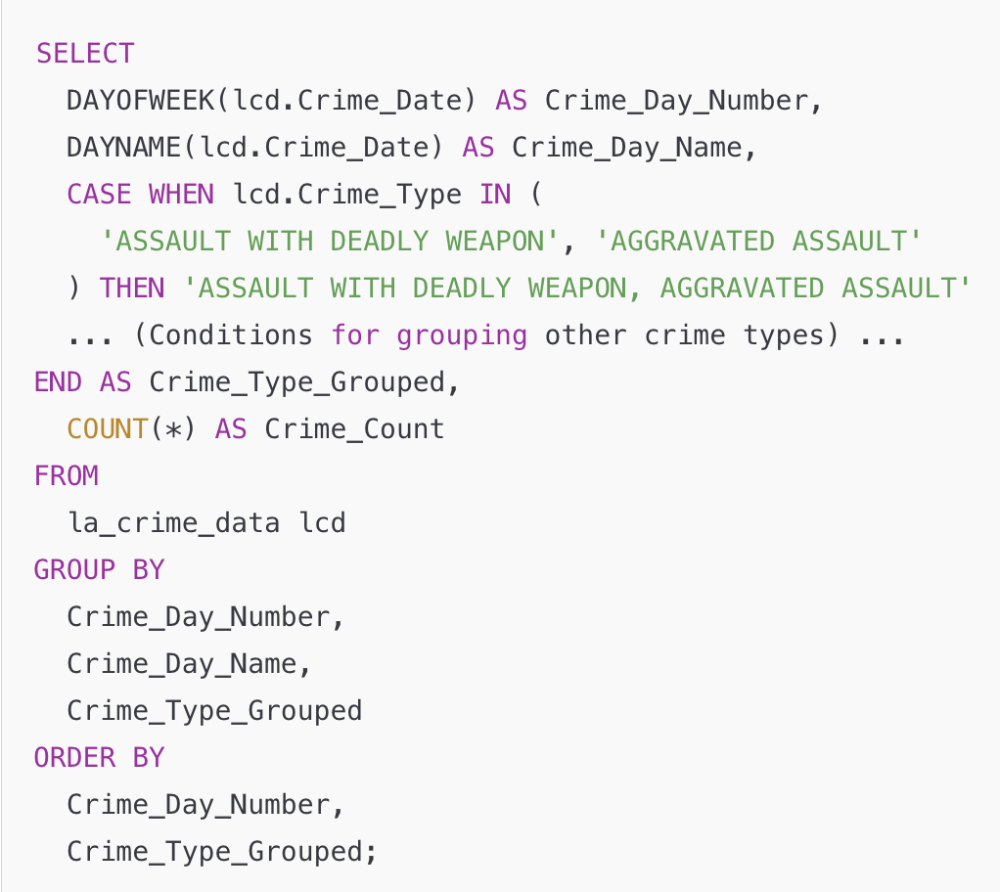 SELECT
DAYOFWEEK(lcd.Crime_Date) AS Crime_Day_Number,
DAYNAME(lcd.Crime_Date) AS Crime_Day_Name,
CASE WHEN lcd.Crime_Type IN (
'ASSAULT WITH DEADLY WEAPON', 'AGGRAVATED ASSAULT'
) THEN 'ASSAULT WITH DEADLY WEAPON, AGGRAVATED ASSAULT'
... (Conditions for grouping other crime types) ...
END AS Crime_Type_Grouped,
COUNT(*) AS Crime_Count
FROM
la_crime_data lcd
GROUP BY
Crime_Day_Number,
Crime_Day_Name,
Crime_Type_Grouped
ORDER BY
Crime_Day_Number,
Crime_Type_Grouped;